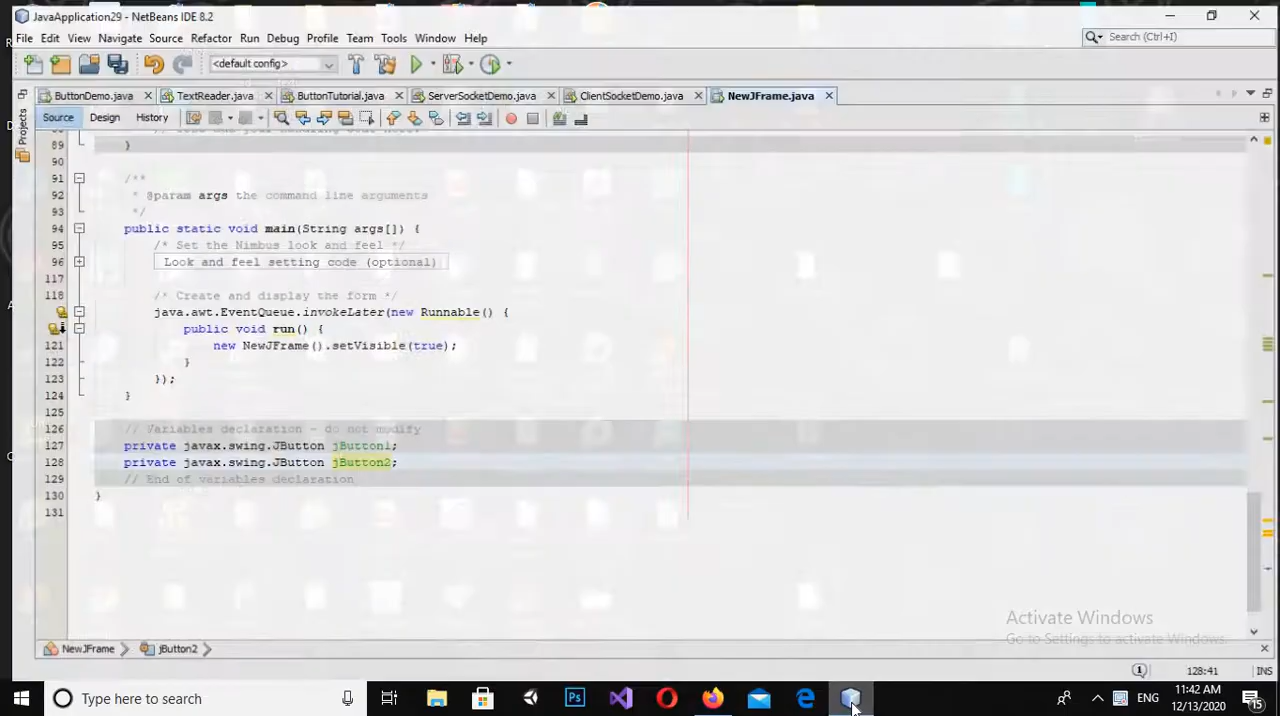 JavaApplication29 - NetBeans IDE 8.2
File Edit View Navigate Source Refactor Run Debug Profile Team Tools Window Help
Search (Ctrl+I)
<default config>
ButtonDemo.java TextReader.java ButtonTutorial.java ServerSocketDemo.java ClientSocketDemo.java NewJFrame.java
Projects
Source Design History
89 }
90
91 /**
92 * @param args the command line arguments
93 */
94 public static void main(String args[]) {
95 /* Set the Nimbus look and feel */
96 Look and feel setting code (optional)
117
118 /* Create and display the form */
java.awt.EventQueue.invokeLater(new Runnable() {
public void run() {
121 new NewJFrame().setVisible(true);
122 }
123 });
124 }
125
126 // Variables declaration - do not modify
127 private javax.swing.JButton jButton1;
128 private javax.swing.JButton jButton2;
129 // End of variables declaration
130 }
131
Activate Windows
Go to Settings to activate Windows.
NewJFrame jButton2
128:41 INS
Type here to search
Ps
ENG
11:42 AM
12/13/2020
15